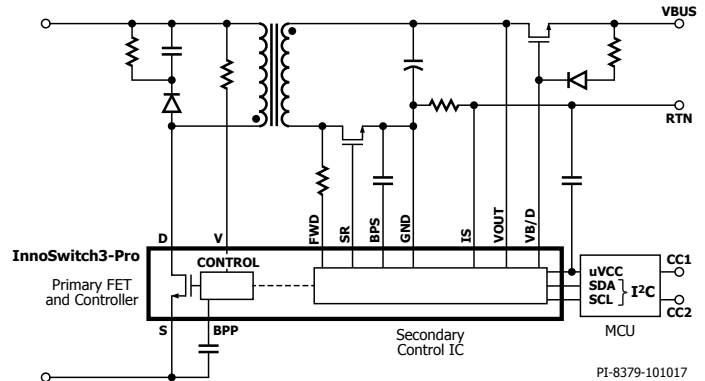 VBUS
RTN
D
V
FWD
SR
BPS
GND
IS
VOUT
VB/D
InnoSwitch3-Pro
Primary FET
and Controller
CONTROL
S
BPP
Secondary
Control IC
uVCC
SDA
SCL
I²C
MCU
CC1
CC2
PI-8379-101017